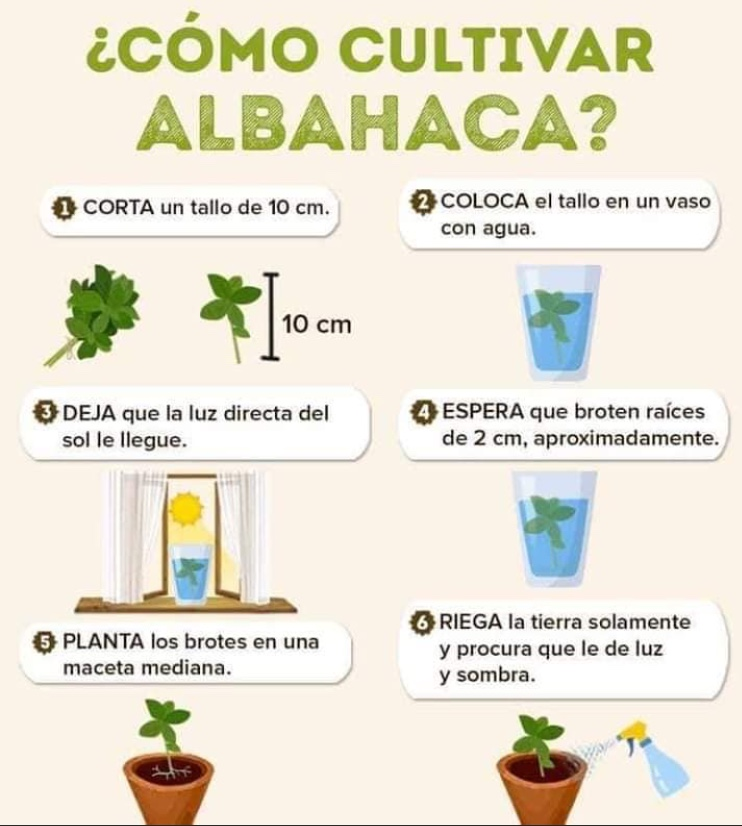 ¿CÓMO CULTIVAR
ALBAHACA?
1 CORTA un tallo de 10 cm.
2 COLOCA el tallo en un vaso
con agua.
10 cm
3 DEJA que la luz directa del
sol le llegue.
4 ESPERA que broten raíces
de 2 cm, aproximadamente.
5 PLANTA los brotes en una
maceta mediana.
6 RIEGA la tierra solamente
y procura que le de luz
y sombra.